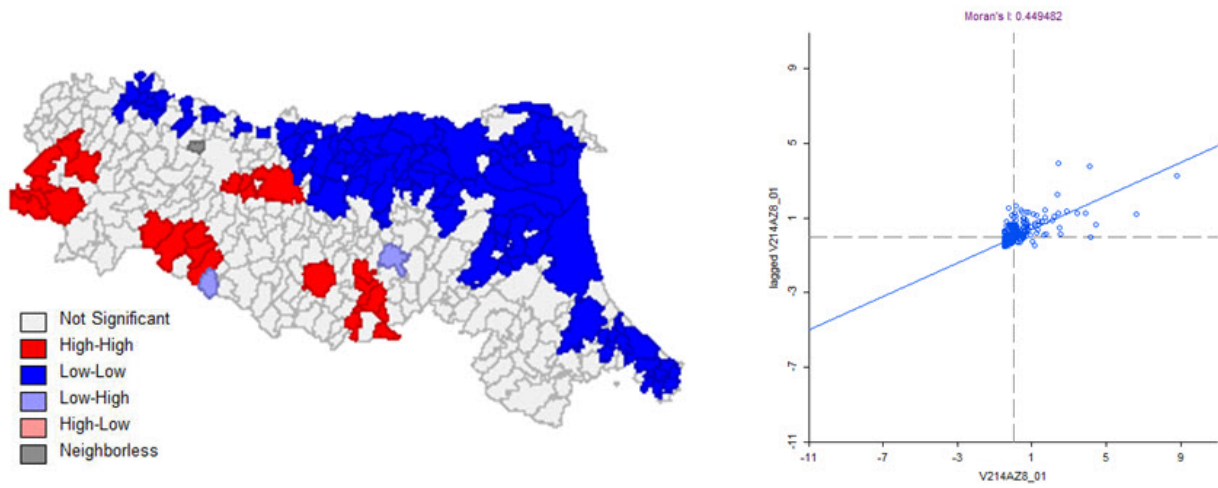 Not Significant
High-High
Low-Low
Low-High
High-Low
Neighborless
Moran's I: 0.449482
lagged V214AZ8_01
9
5
1
-3
-7
-11
-11
-7
-3
1
5
9
V214AZ8_01